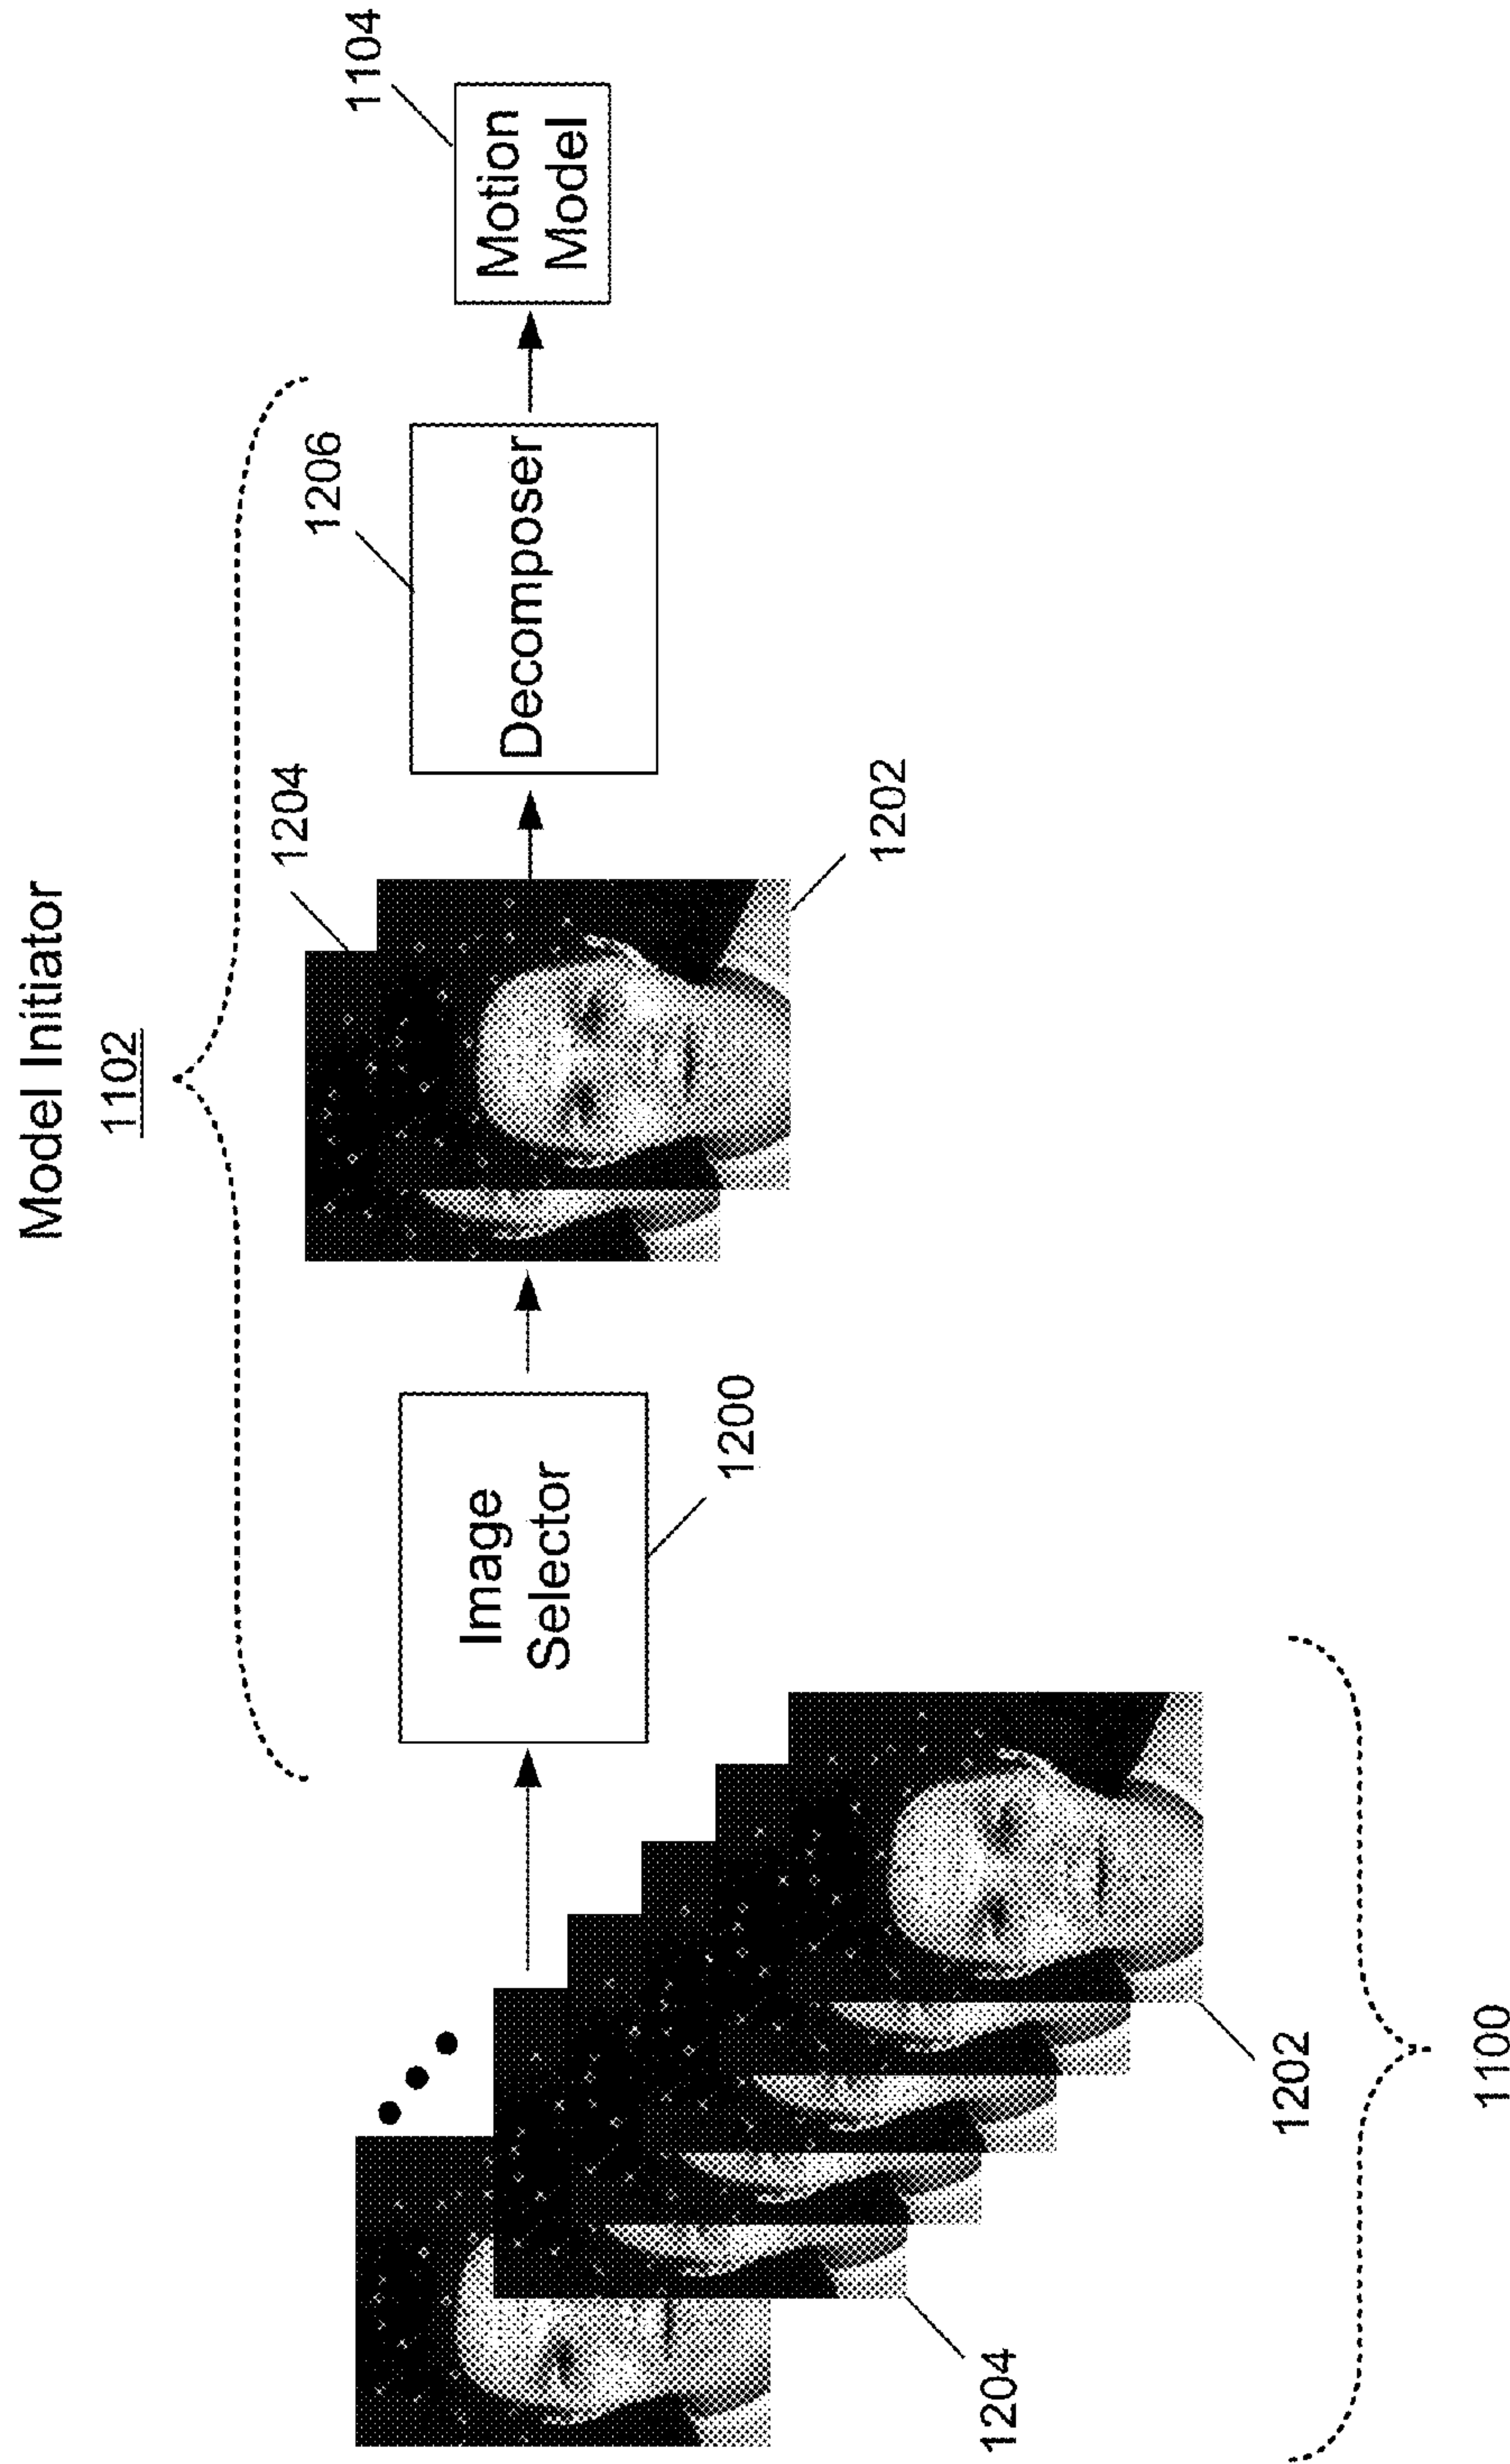 Model Initiator
1102
1204
1206
1104
Image
Selector
Decomposer
Motion
Model
1200
1202
1204
1202
1100